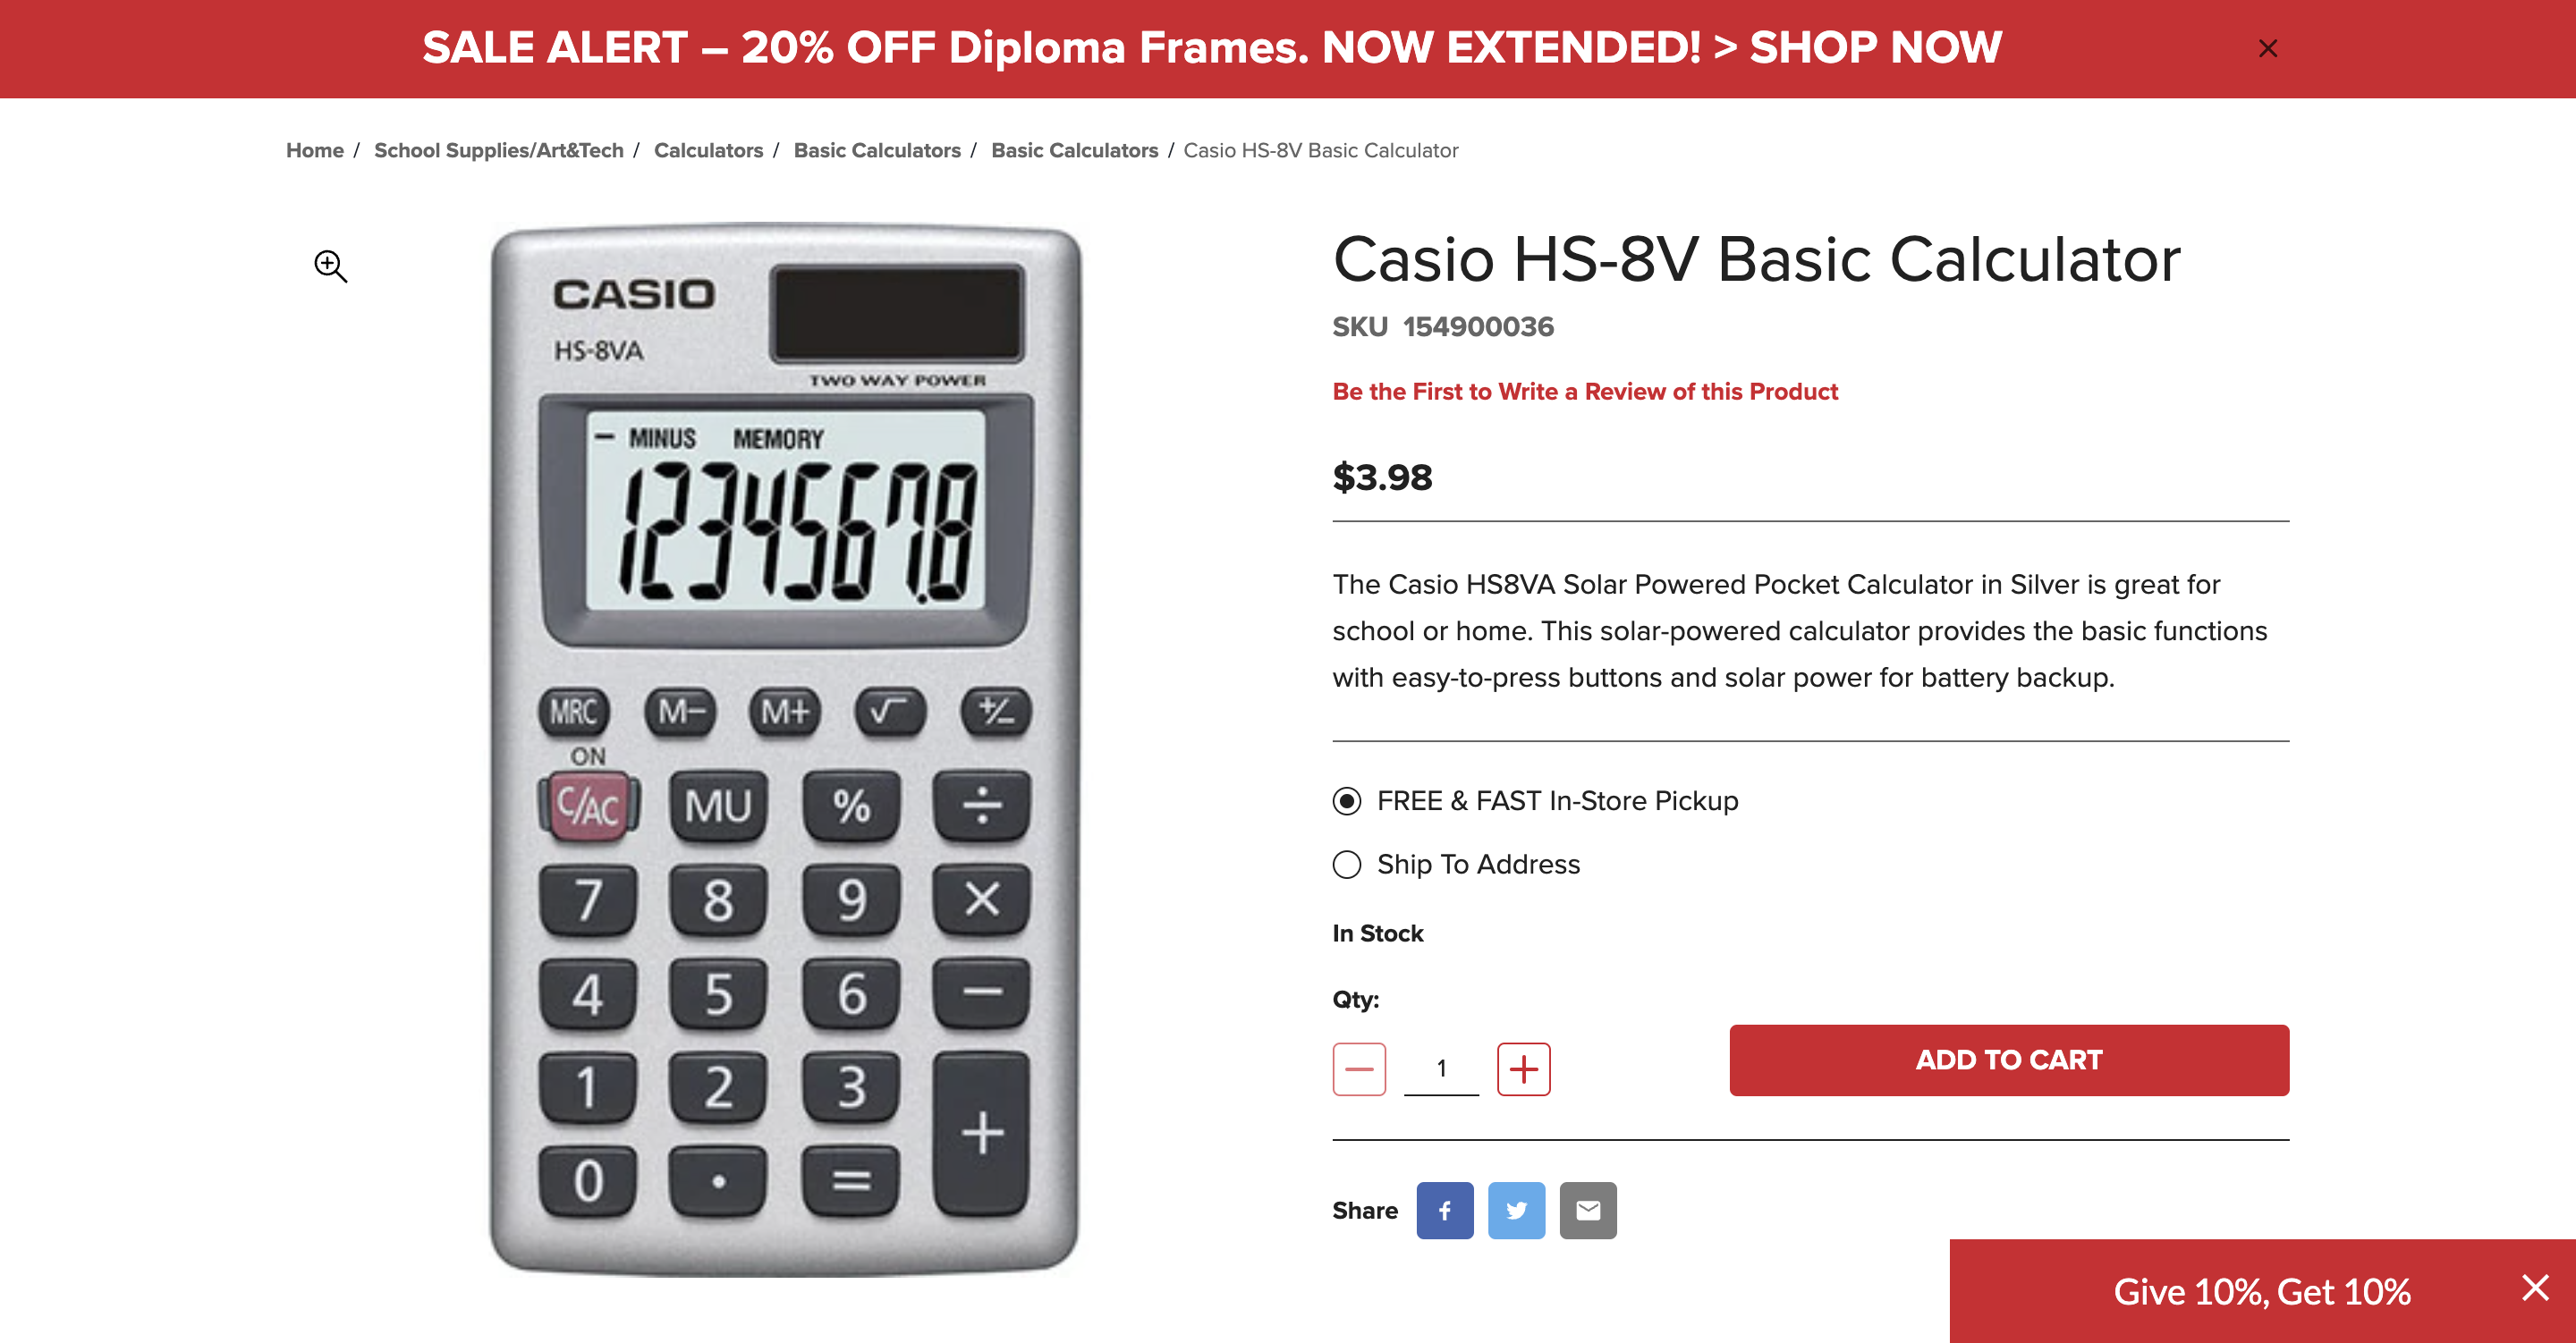 SALE ALERT – 20% OFF Diploma Frames. NOW EXTENDED! > SHOP NOW
Home / School Supplies/Art&Tech / Calculators / Basic Calculators / Basic Calculators / Casio HS-8V Basic Calculator
CASIO
HS-8VA
TWO WAY POWER
– MINUS MEMORY
1234567.8
MRC M– M+ √ +/–
ON
C/AC MU % ÷
7 8 9 ×
4 5 6 –
1 2 3
+
0 . =
Casio HS-8V Basic Calculator
SKU 154900036
Be the First to Write a Review of this Product
$3.98
The Casio HS8VA Solar Powered Pocket Calculator in Silver is great for
school or home. This solar-powered calculator provides the basic functions
with easy-to-press buttons and solar power for battery backup.
FREE & FAST In-Store Pickup
Ship To Address
In Stock
Qty:
1
ADD TO CART
Share
Give 10%, Get 10%